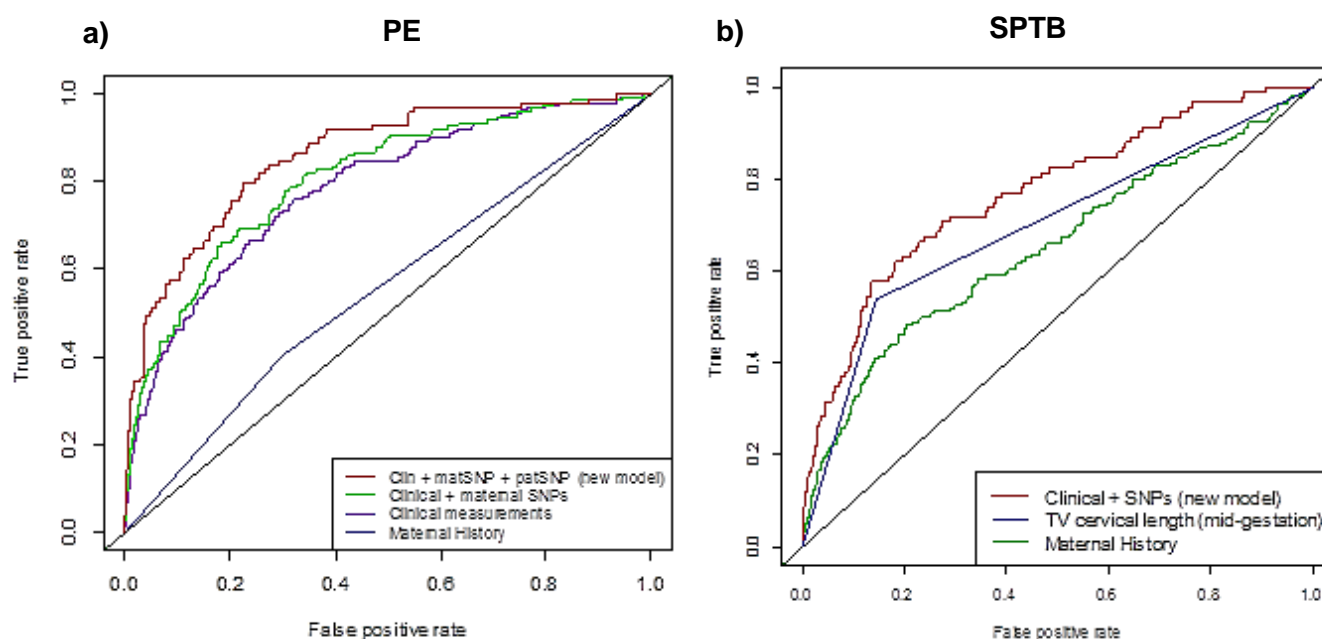 a)
PE
True positive rate
1.0
0.8
0.6
0.4
0.2
0.0
Clin + matSNP + patSNP (new model)
Clinical + maternal SNPs
Clinical measurements
Maternal History
0.0 0.2 0.4 0.6 0.8 1.0
False positive rate
b)
SPTB
True positive rate
1.0
0.8
0.6
0.4
0.2
0.0
Clinical + SNPs (new model)
TV cervical length (mid-gestation)
Maternal History
0.0 0.2 0.4 0.6 0.8 1.0
False positive rate